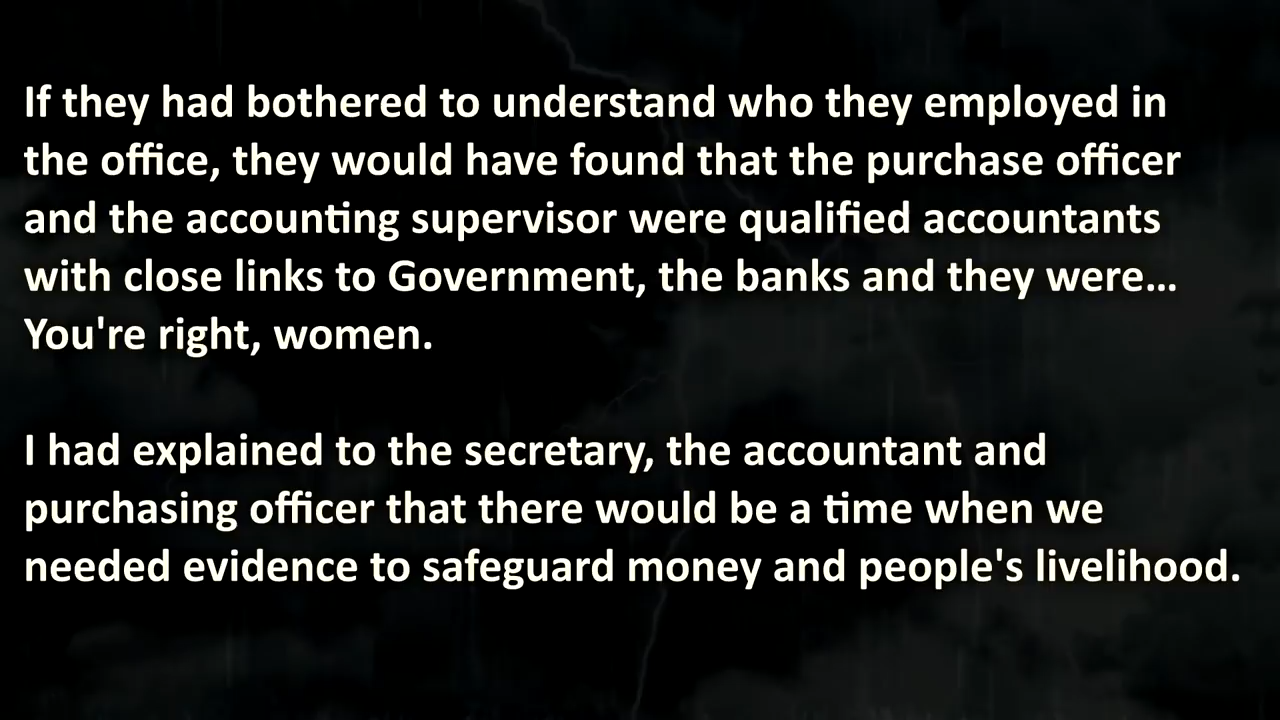 If they had bothered to understand who they employed in
the office, they would have found that the purchase officer
and the accounting supervisor were qualified accountants
with close links to Government, the banks and they were...
You're right, women.
I had explained to the secretary, the accountant and
purchasing officer that there would be a time when we
needed evidence to safeguard money and people's livelihood.